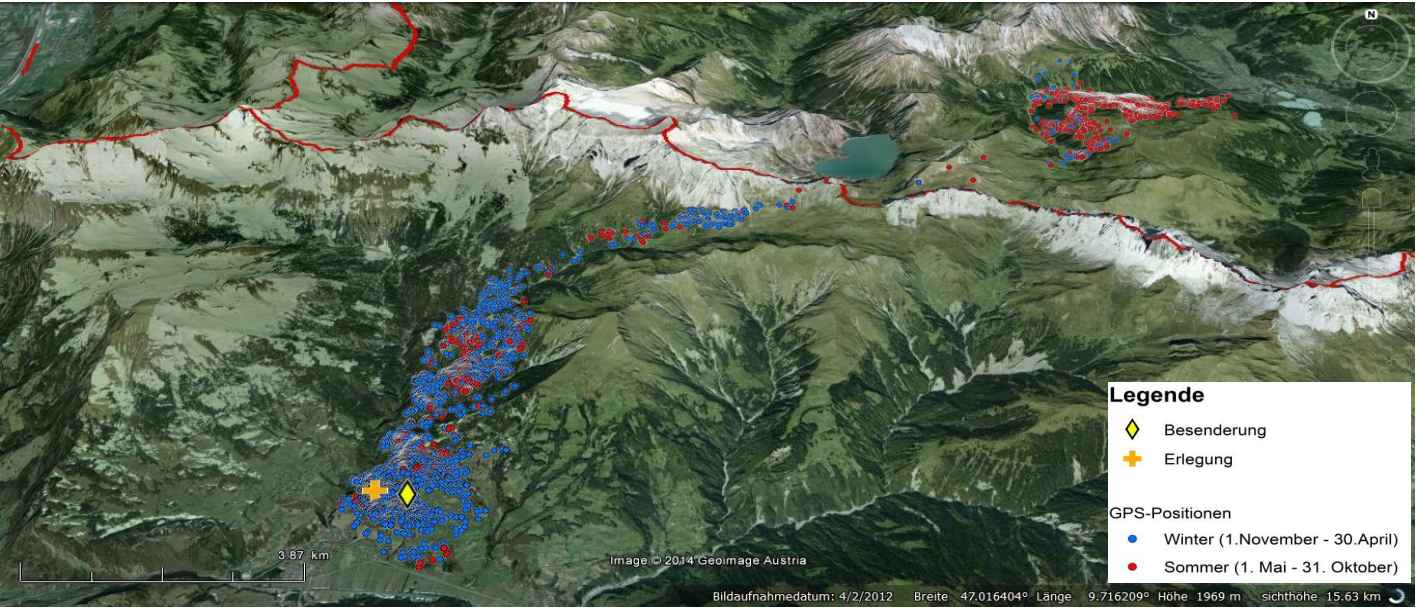 N
Legende
Besenderung
Erlegung
GPS-Positionen
Winter (1.November - 30.April)
Sommer (1. Mai - 31. Oktober)
3.87 km
Image © 2014 Geoimage Austria
Bildaufnahmedatum: 4/2/2012 Breite 47.016404° Länge 9.716209° Höhe 1969 m sichthöhe 15.63 km